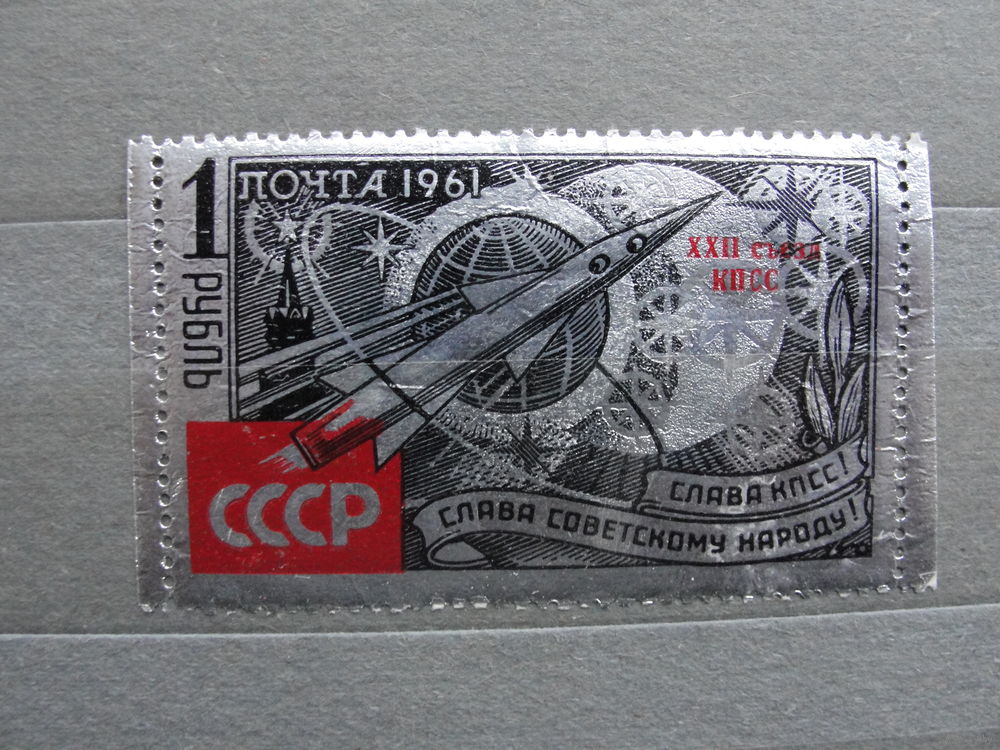 1
РУБЛЬ
ПОЧТА 1961
XXII съезд
КПСС
СЛАВА КПСС!
СЛАВА СОВЕТСКОМУ НАРОДУ!
СССР